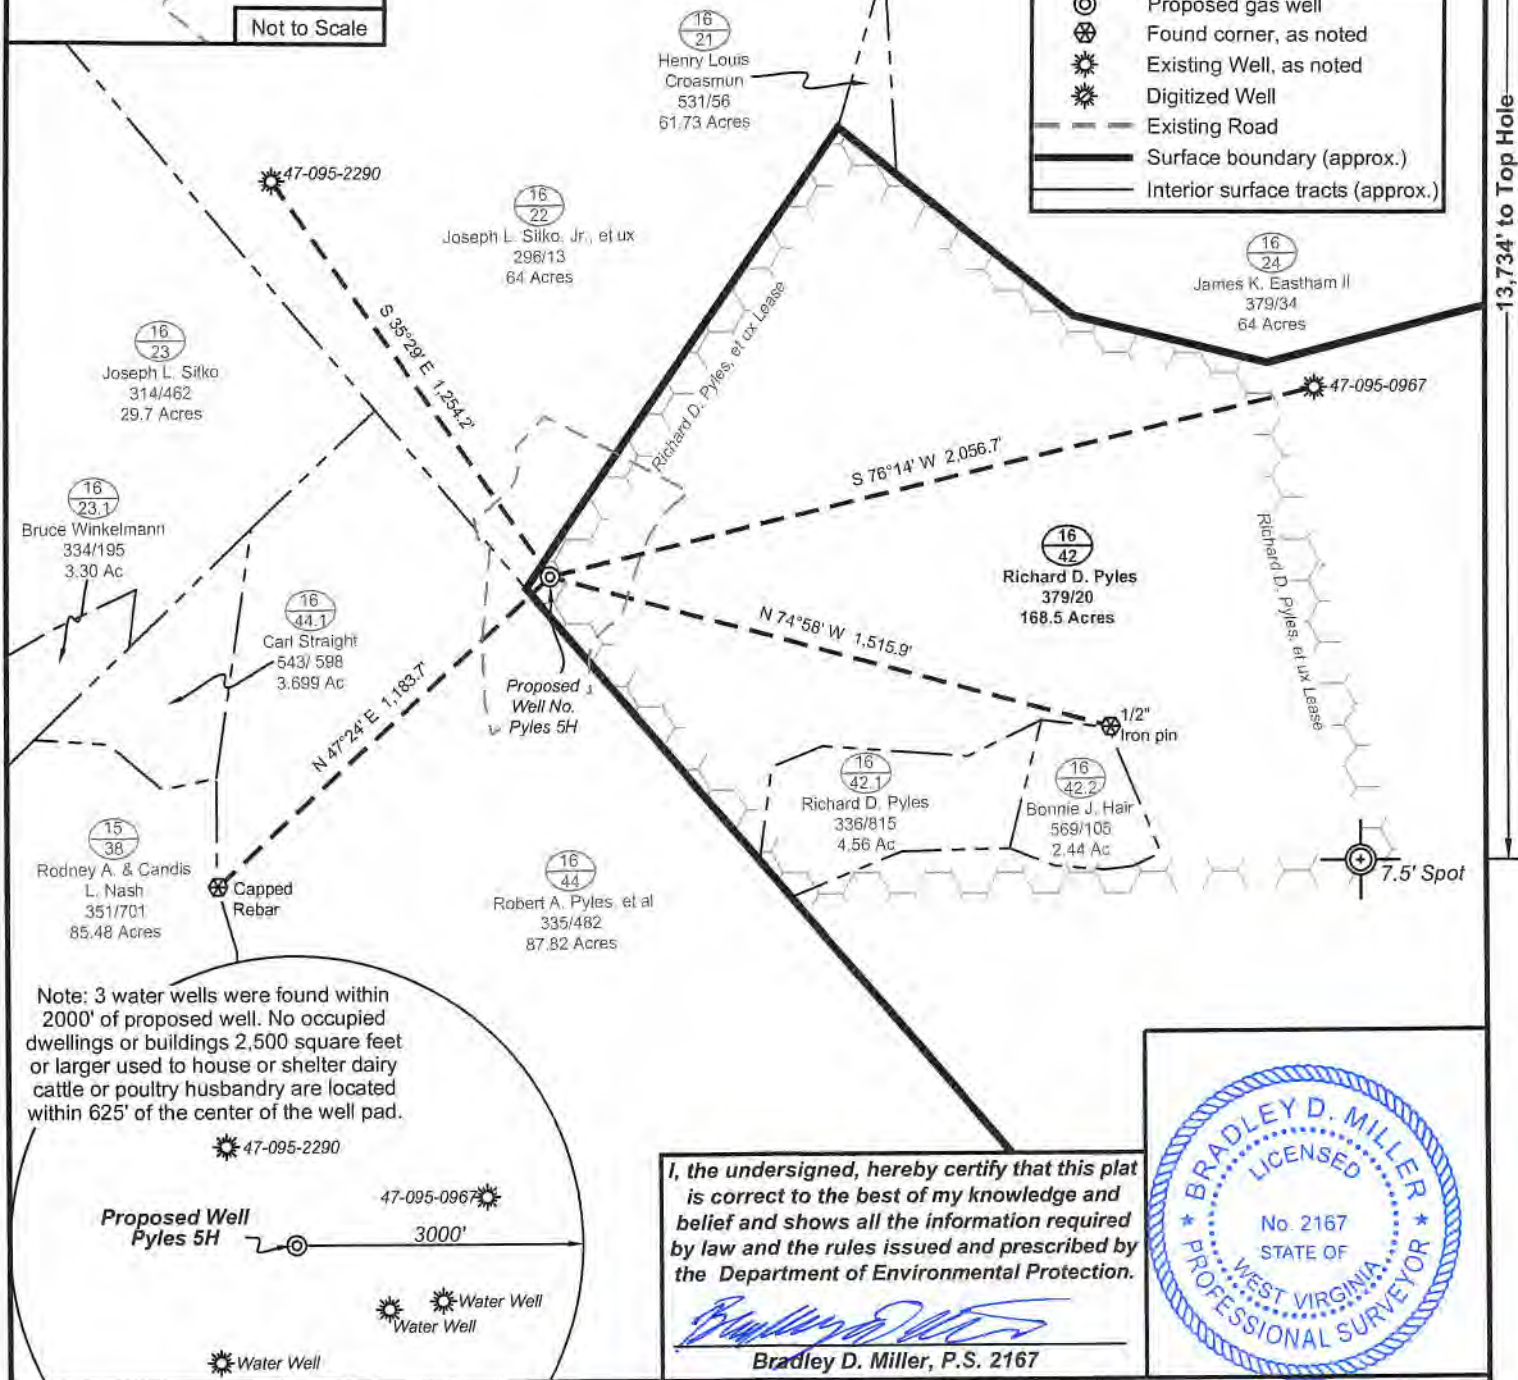 Not to Scale
Proposed gas well
Found corner, as noted
Existing Well, as noted
Digitized Well
Existing Road
Surface boundary (approx.)
Interior surface tracts (approx.)
13,734' to Top Hole
16
21
Henry Louis
Croasmun
531/56
61.73 Acres
47-095-2290
16
22
Joseph L. Silko, Jr., et ux
296/13
64 Acres
16
24
James K. Eastham II
379/34
64 Acres
S 35°29' E 1,254.2'
Richard D. Pyles, et ux Lease
16
23
Joseph L. Silko
314/462
29.7 Acres
47-095-0967
S 76°14' W 2,056.7'
16
23.1
Bruce Winkelmann
334/195
3.30 Ac
16
42
Richard D. Pyles
379/20
168.5 Acres
Richard D. Pyles, et ux Lease
16
44.1
Carl Straight
543/ 598
3.699 Ac
N 74°58' W 1,515.9'
N 47°24' E 1,183.7'
Proposed
Well No.
Pyles 5H
1/2"
Iron pin
16
42.1
Richard D. Pyles
336/815
4.56 Ac
16
42.2
Bonnie J. Hair
569/105
2.44 Ac
15
38
Rodney A. & Candis
L. Nash
351/701
85.48 Acres
Capped
Rebar
16
44
Robert A. Pyles, et al
335/482
87.82 Acres
7.5' Spot
Note: 3 water wells were found within
2000' of proposed well. No occupied
dwellings or buildings 2,500 square feet
or larger used to house or shelter dairy
cattle or poultry husbandry are located
within 625' of the center of the well pad.
47-095-2290
47-095-0967
Proposed Well
Pyles 5H
3000'
Water Well
Water Well
Water Well
I, the undersigned, hereby certify that this plat
is correct to the best of my knowledge and
belief and shows all the information required
by law and the rules issued and prescribed by
the Department of Environmental Protection.
Bradley D. Miller, P.S. 2167
BRADLEY D. MILLER
LICENSED
No. 2167
STATE OF
WEST VIRGINIA
* PROFESSIONAL SURVEYOR *